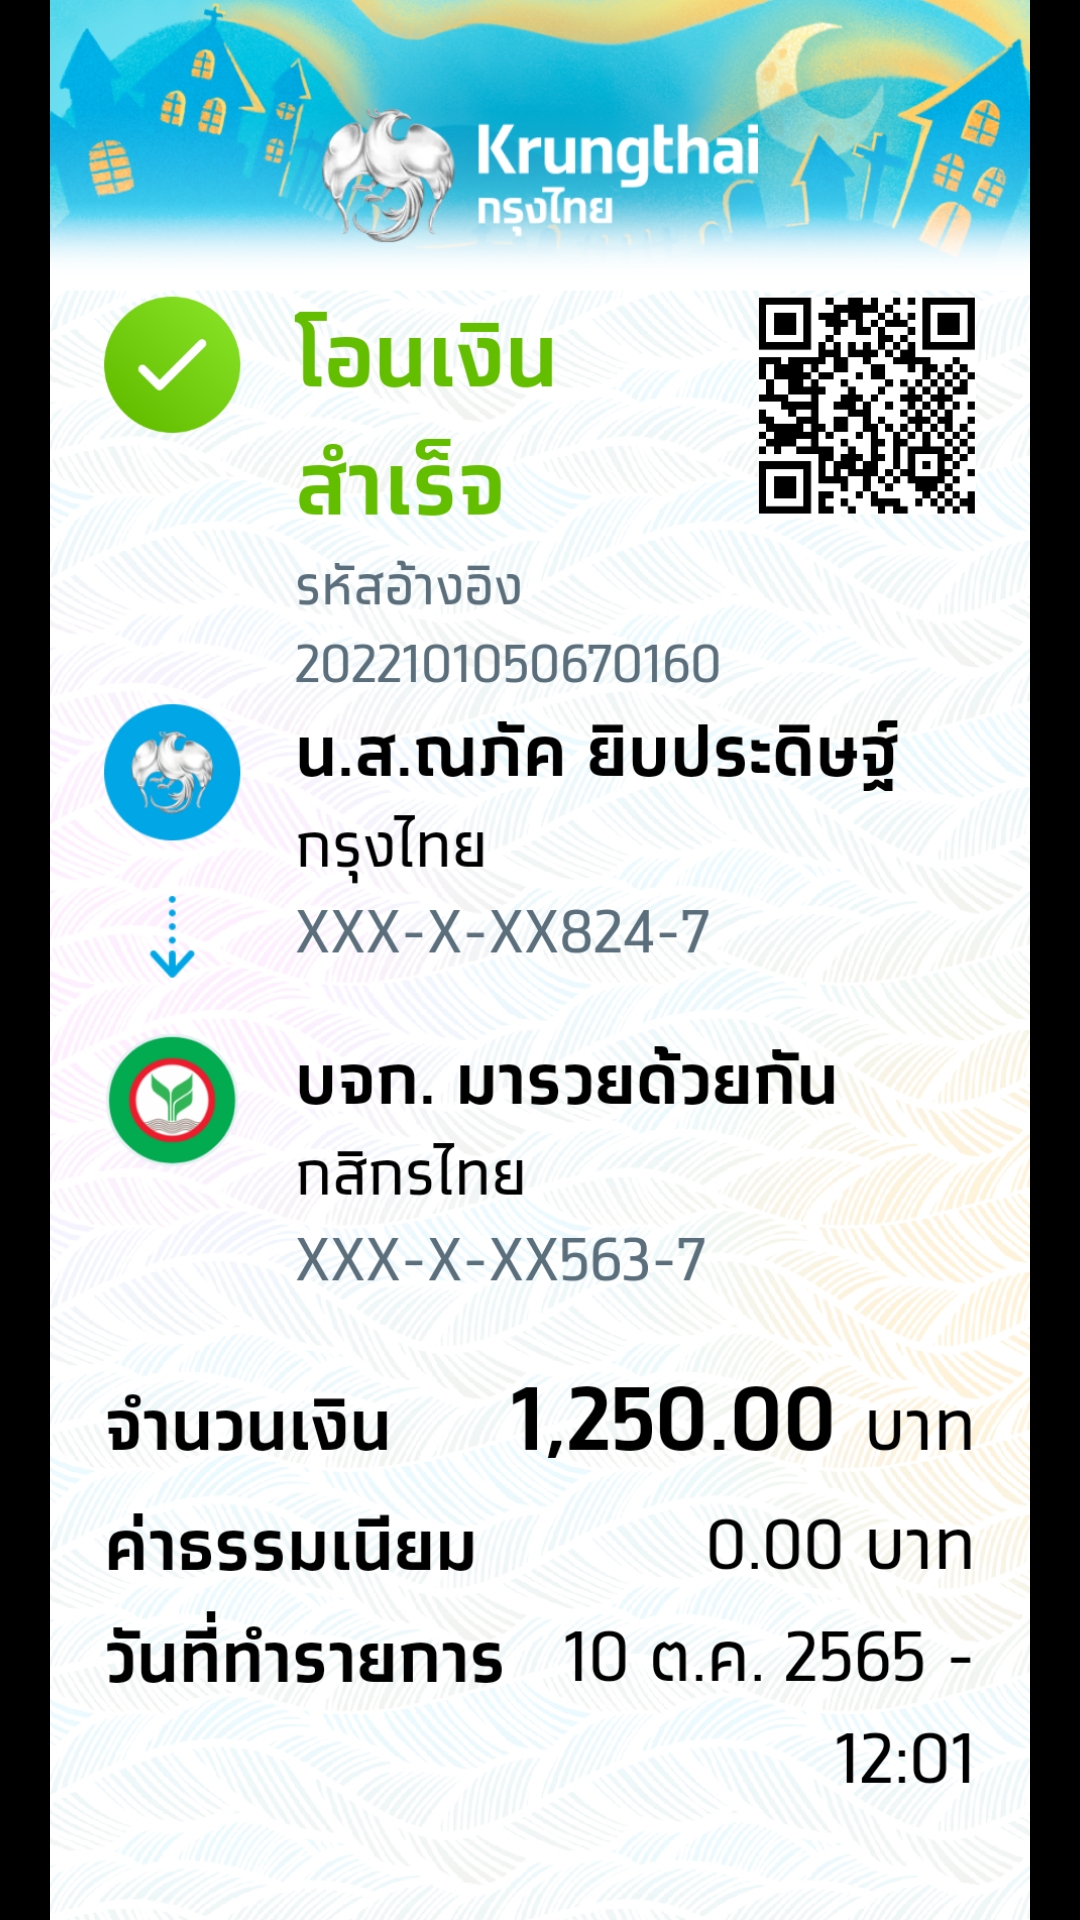 Krungthai
กรุงไทย
โอนเงิน
สำเร็จ
รหัสอ้างอิง
2022101050670160
น.ส.ณภัค ยิบประดิษฐ์
กรุงไทย
XXX-X-XX824-7
บจก. มารวยด้วยกัน
กสิกรไทย
XXX-X-XX563-7
จำนวนเงิน 1,250.00 บาท
ค่าธรรมเนียม 0.00 บาท
วันที่ทำรายการ 10 ต.ค. 2565 -
12:01